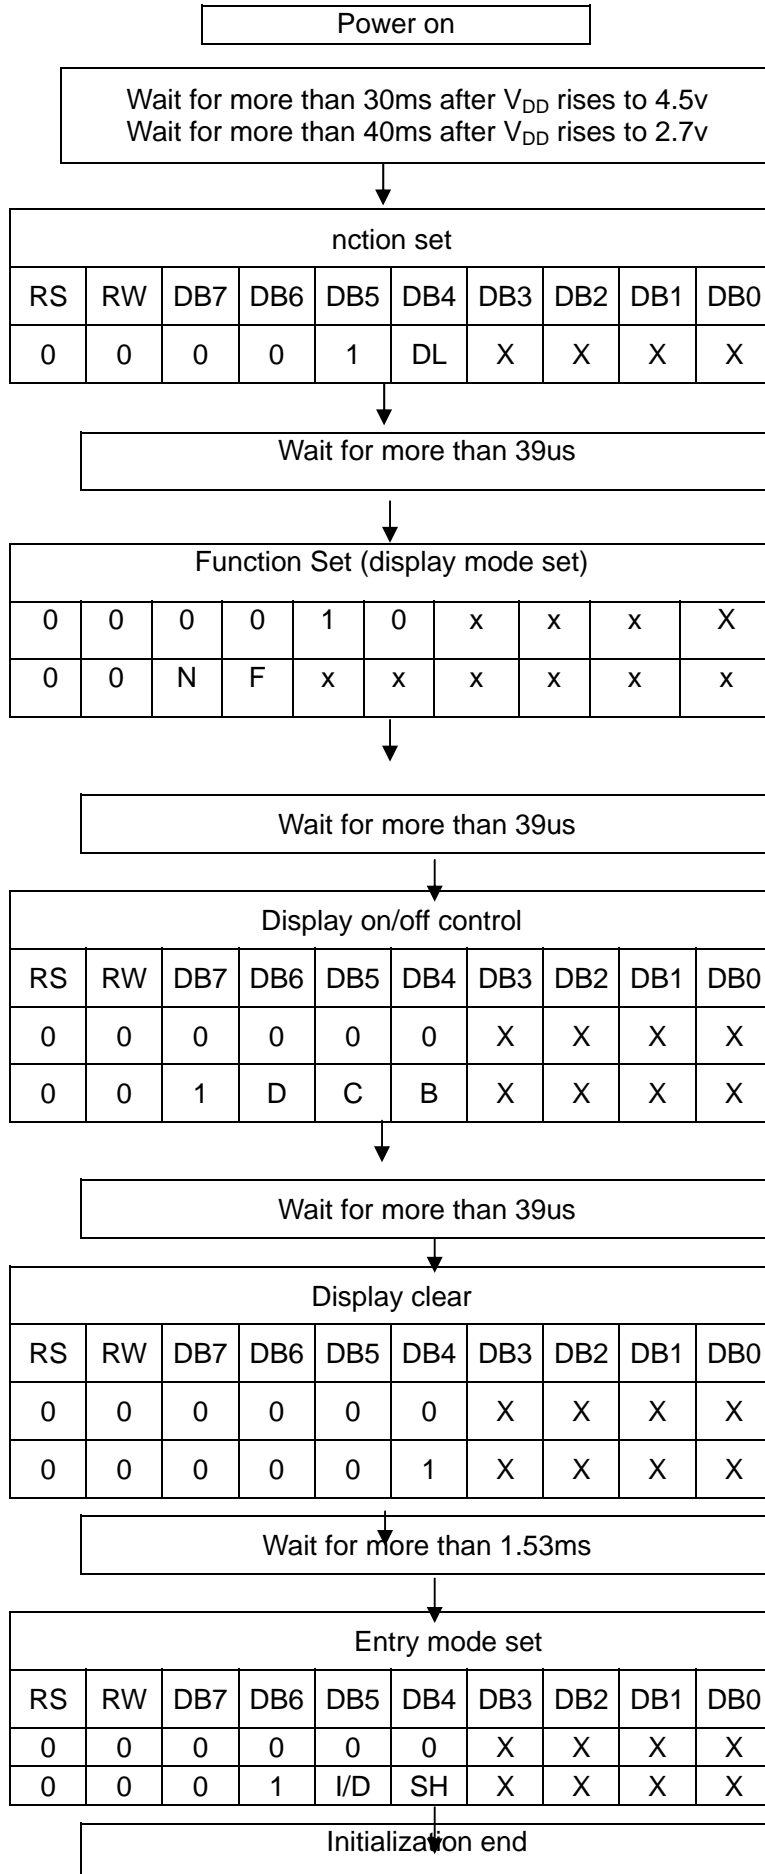 Power on
Wait for more than 30ms after VDD rises to 4.5v
Wait for more than 40ms after VDD rises to 2.7v
nction set
RS RW DB7 DB6 DB5 DB4 DB3 DB2 DB1 DB0
0 0 0 0 1 DL X X X X
Wait for more than 39us
Function Set (display mode set)
0 0 0 0 1 0 x x x X
0 0 N F x x x x x x
Wait for more than 39us
Display on/off control
RS RW DB7 DB6 DB5 DB4 DB3 DB2 DB1 DB0
0 0 0 0 0 0 X X X X
0 0 1 D C B X X X X
Wait for more than 39us
Display clear
RS RW DB7 DB6 DB5 DB4 DB3 DB2 DB1 DB0
0 0 0 0 0 0 X X X X
0 0 0 0 0 1 X X X X
Wait for more than 1.53ms
Entry mode set
RS RW DB7 DB6 DB5 DB4 DB3 DB2 DB1 DB0
0 0 0 0 0 0 X X X X
0 0 0 1 I/D SH X X X X
Initialization end